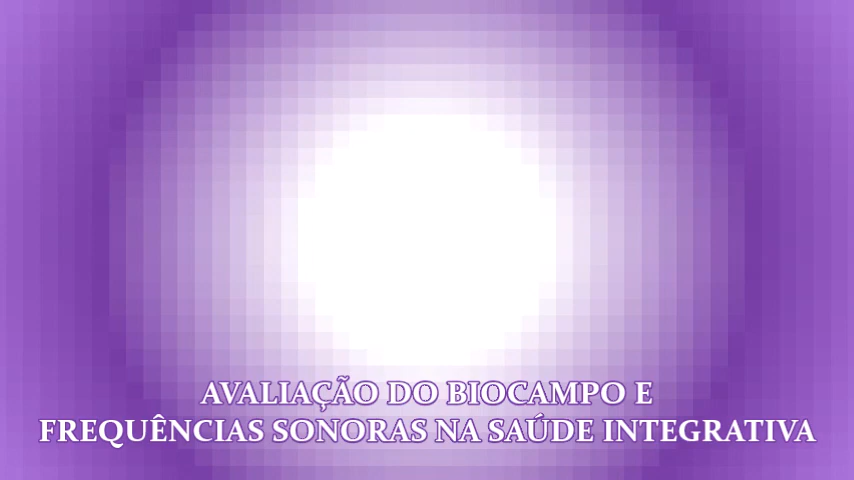 AVALIAÇÃO DO BIOCAMPO E
FREQUÊNCIAS SONORAS NA SAÚDE INTEGRATIVA